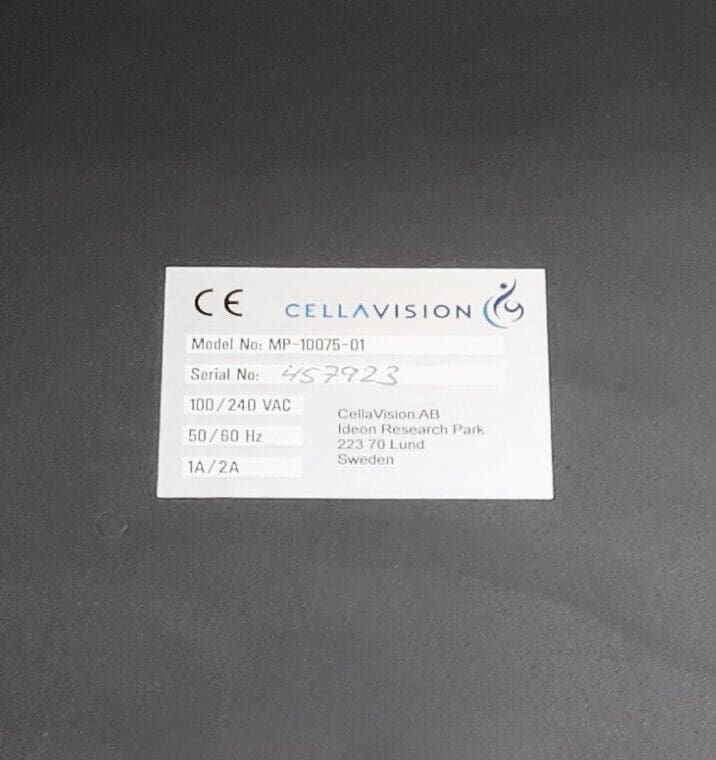 CE CELLAVISION
Model No: MP-10075-01
Serial No: 457923
100/240 VAC
50/60 Hz
1A/2A
CellaVision AB
Ideon Research Park
223 70 Lund
Sweden